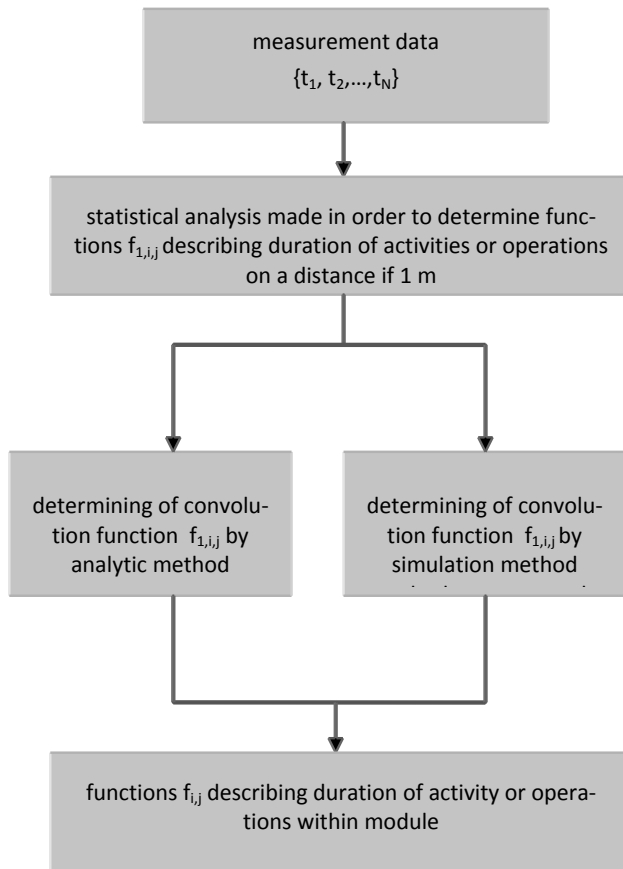 measurement data
{t₁, t₂,...,t_N}
statistical analysis made in order to determine func-
tions f₁,ᵢ,ⱼ describing duration of activities or operations
on a distance if 1 m
determining of convolu-
tion function f₁,ᵢ,ⱼ by
analytic method
determining of convolu-
tion function f₁,ᵢ,ⱼ by
simulation method
functions fᵢ,ⱼ describing duration of activity or opera-
tions within module